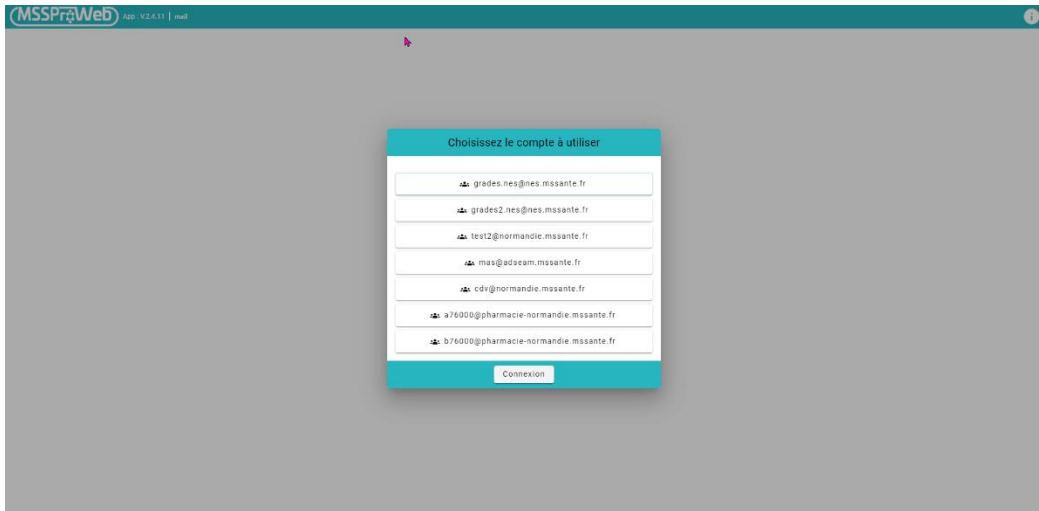 MSSProWeb App : V.2.4.11 | mail
Choisissez le compte à utiliser
grades.nes@nes.mssante.fr
grades2.nes@nes.mssante.fr
test2@normandie.mssante.fr
mas@adseam.mssante.fr
cdv@normandie.mssante.fr
a76000@pharmacie-normandie.mssante.fr
b76000@pharmacie-normandie.mssante.fr
Connexion